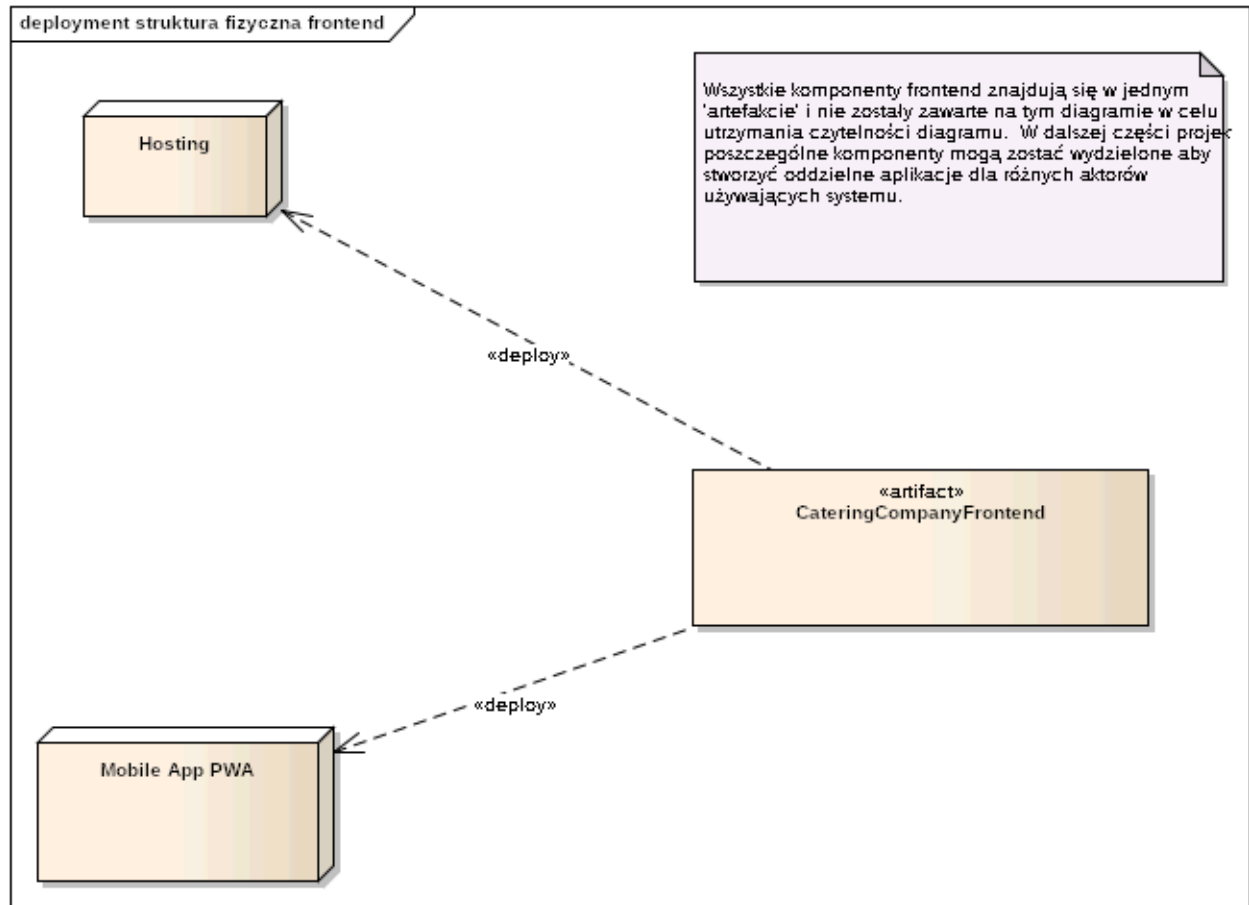 deployment struktura fizyczna frontend
Hosting
Wszystkie komponenty frontend znajdują się w jednym
'artefakcie' i nie zostały zawarte na tym diagramie w celu
utrzymania czytelności diagramu. W dalszej części projek
poszczególne komponenty mogą zostać wydzielone aby
stworzyć oddzielne aplikacje dla różnych aktorów
używających systemu.
«deploy»
«artifact»
CateringCompanyFrontend
«deploy»
Mobile App PWA